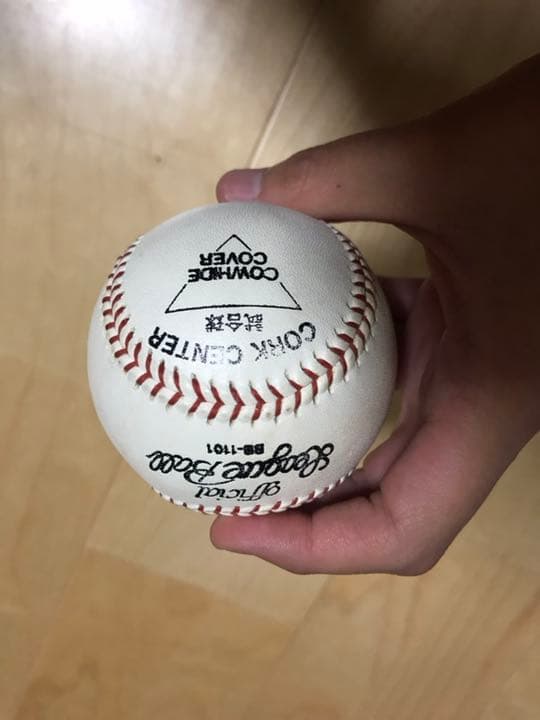 COWHIDE
COVER
試合球
CORK CENTER
Official
League Ball
BB-1101